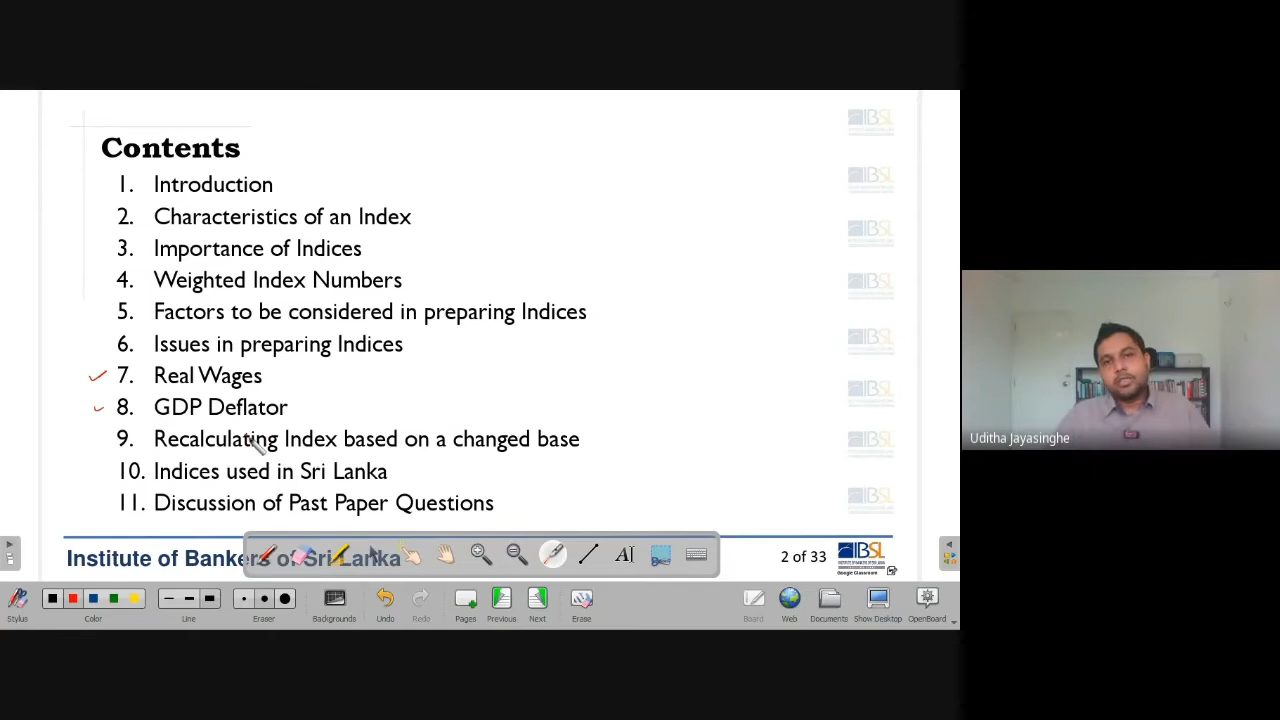 Contents
1. Introduction
2. Characteristics of an Index
3. Importance of Indices
4. Weighted Index Numbers
5. Factors to be considered in preparing Indices
6. Issues in preparing Indices
7. Real Wages
8. GDP Deflator
9. Recalculating Index based on a changed base
10. Indices used in Sri Lanka
11. Discussion of Past Paper Questions
Institute of Bankers of Sri Lanka
2 of 33
IBSL
Google Classroom
Uditha Jayasinghe
Stylus Color Line Eraser Backgrounds Undo Redo Pages Previous Next Erase Board Web Documents Show Desktop OpenBoard